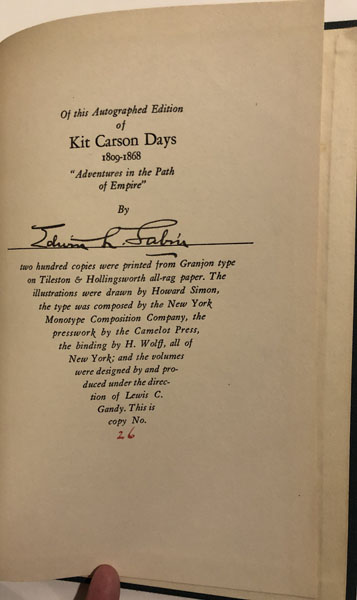 Of this Autographed Edition
of
Kit Carson Days
1809-1868
"Adventures in the Path
of Empire"
By
Edwin L. Sabin
two hundred copies were printed from Granjon type
on Tileston & Hollingsworth all-rag paper. The
illustrations were drawn by Howard Simon,
the type was composed by the New York
Monotype Composition Company, the
presswork by the Camelot Press,
the binding by H. Wolff, all of
New York; and the volumes
were designed by and pro-
duced under the direc-
tion of Lewis C.
Gandy. This is
copy No.
26